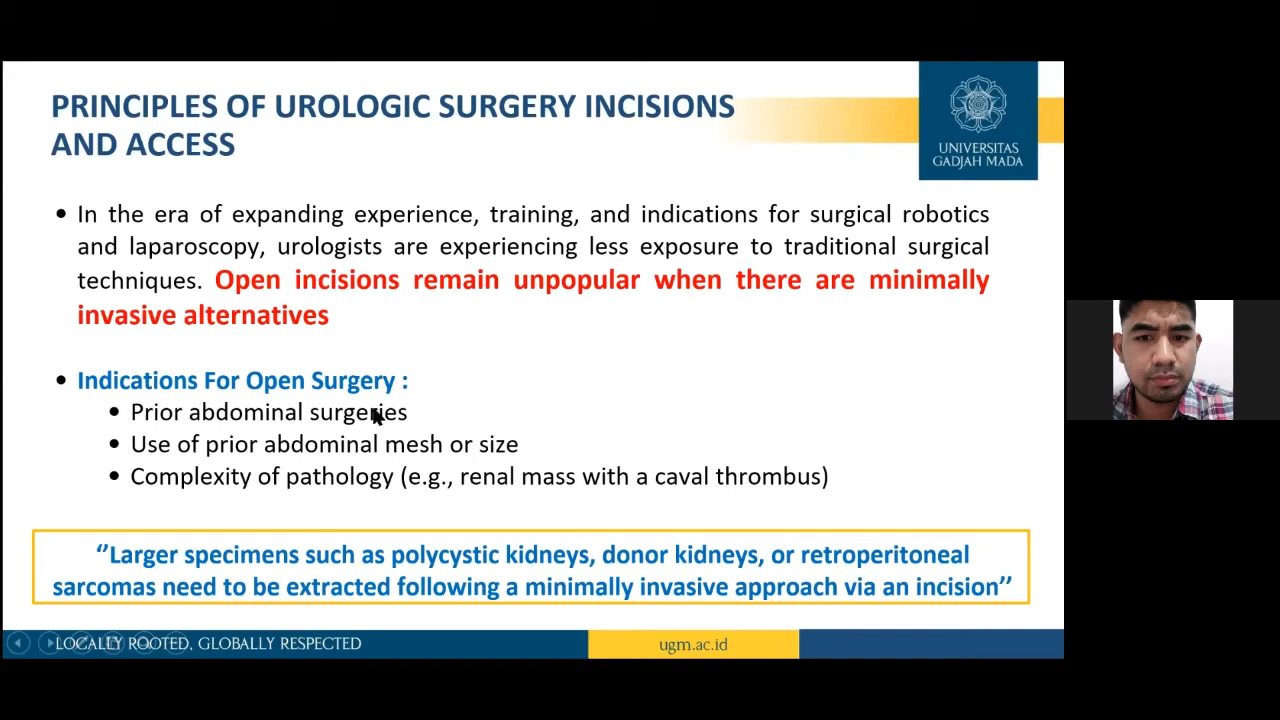 PRINCIPLES OF UROLOGIC SURGERY INCISIONS
AND ACCESS
UNIVERSITAS
GADJAH MADA
• In the era of expanding experience, training, and indications for surgical robotics
and laparoscopy, urologists are experiencing less exposure to traditional surgical
techniques. Open incisions remain unpopular when there are minimally
invasive alternatives
• Indications For Open Surgery :
• Prior abdominal surgeries
• Use of prior abdominal mesh or size
• Complexity of pathology (e.g., renal mass with a caval thrombus)
‘’Larger specimens such as polycystic kidneys, donor kidneys, or retroperitoneal
sarcomas need to be extracted following a minimally invasive approach via an incision’’
LOCALLY ROOTED, GLOBALLY RESPECTED
ugm.ac.id